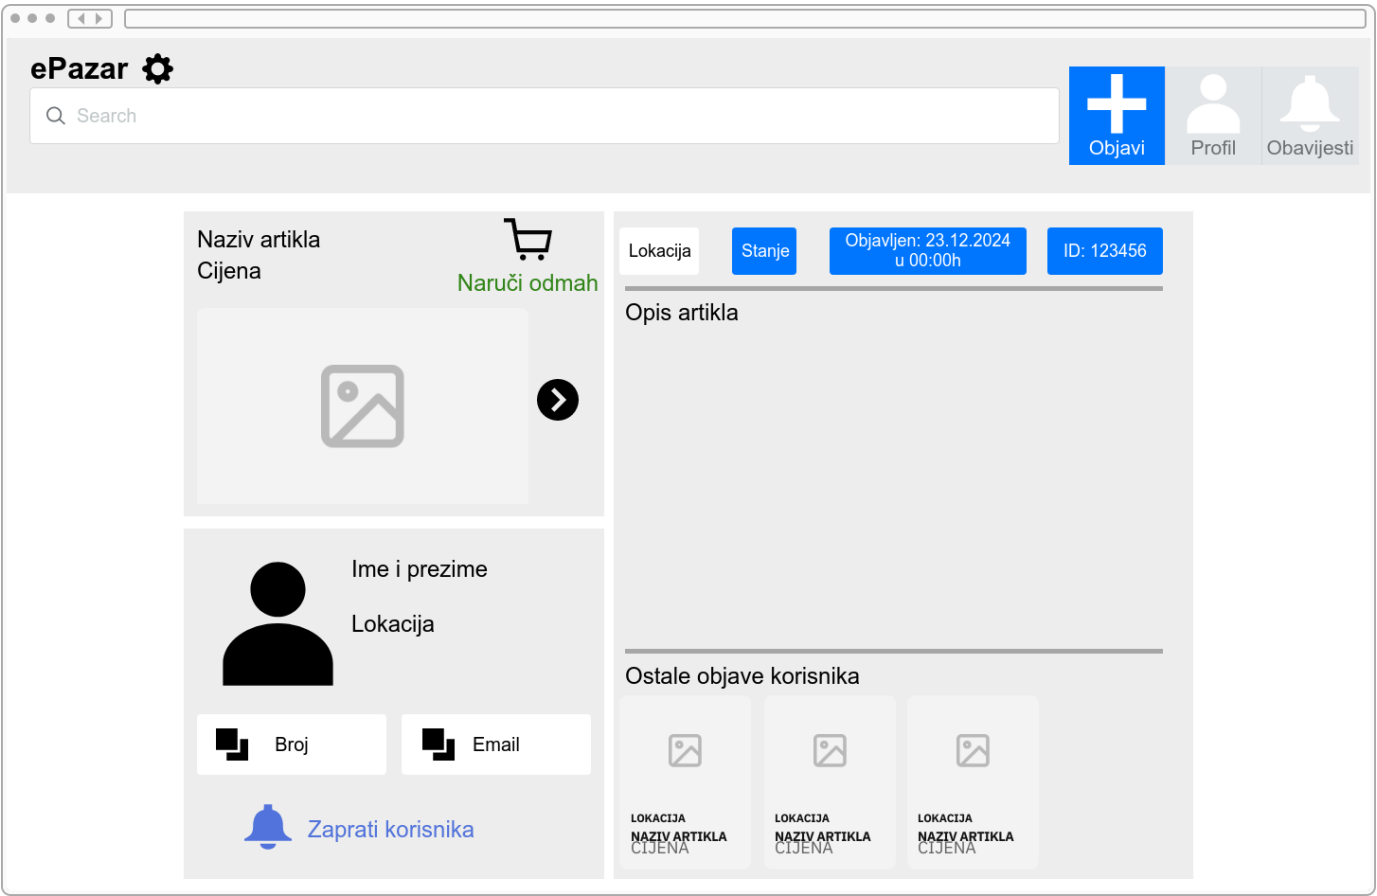 ePazar
Search
Objavi
Profil
Obavijesti
Naziv artikla
Cijena
Naruči odmah
Lokacija
Stanje
Objavljen: 23.12.2024
u 00:00h
ID: 123456
Opis artikla
Ime i prezime
Lokacija
Broj
Email
Zaprati korisnika
Ostale objave korisnika
LOKACIJA
NAZIV ARTIKLA
CIJENA
LOKACIJA
NAZIV ARTIKLA
CIJENA
LOKACIJA
NAZIV ARTIKLA
CIJENA